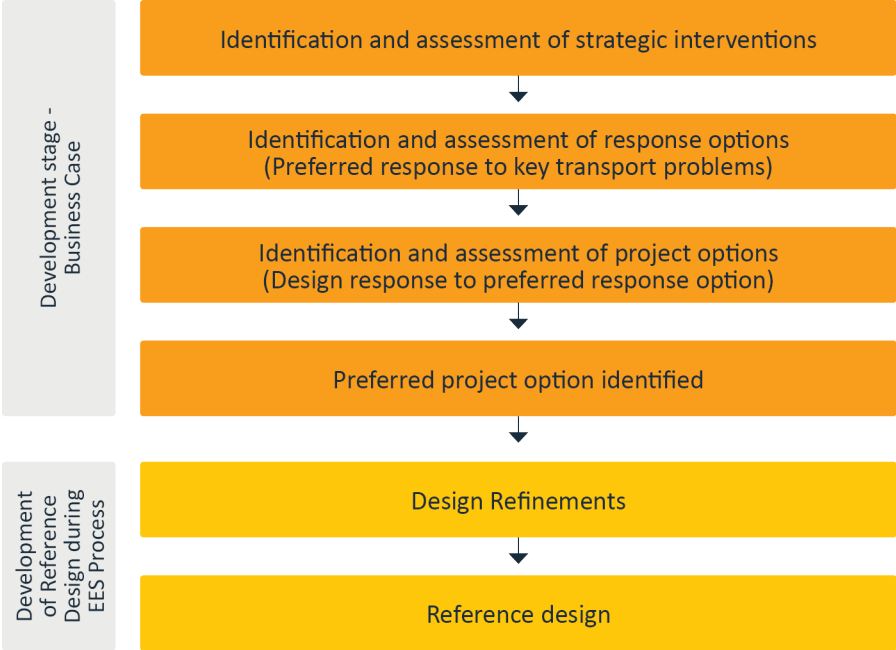 Development stage -
Business Case
Identification and assessment of strategic interventions
Identification and assessment of response options
(Preferred response to key transport problems)
Identification and assessment of project options
(Design response to preferred response option)
Preferred project option identified
Development
of Reference
Design during
EES Process
Design Refinements
Reference design